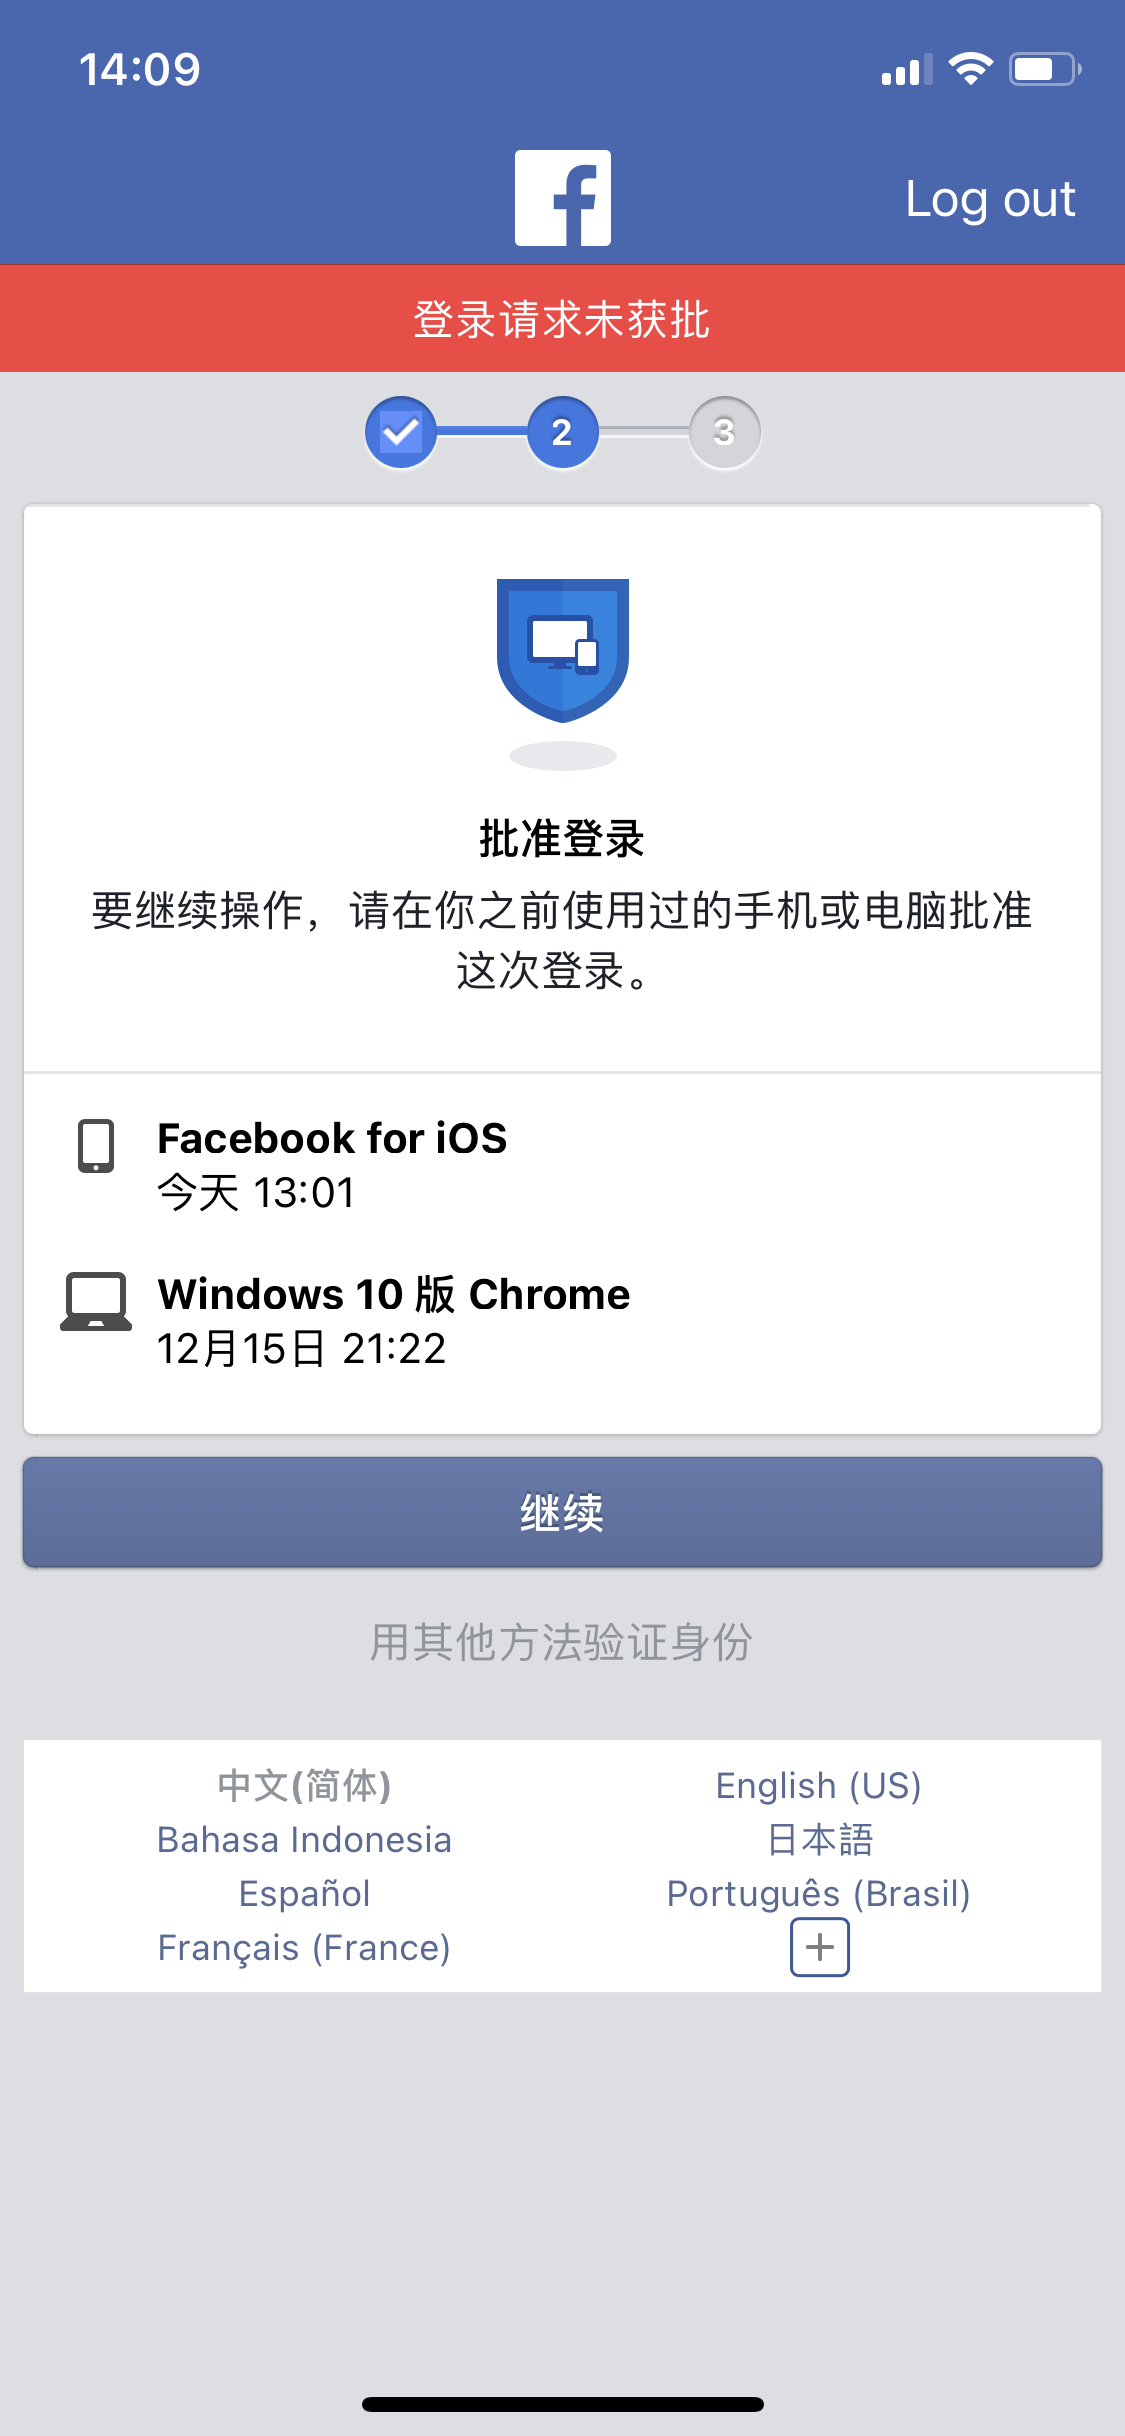 14:09
Log out
登录请求未获批
2
3
批准登录
要继续操作，请在你之前使用过的手机或电脑批准
这次登录。
Facebook for iOS
今天 13:01
Windows 10 版 Chrome
12月15日 21:22
继续
用其他方法验证身份
中文(简体)
English (US)
Bahasa Indonesia
日本語
Español
Português (Brasil)
Français (France)